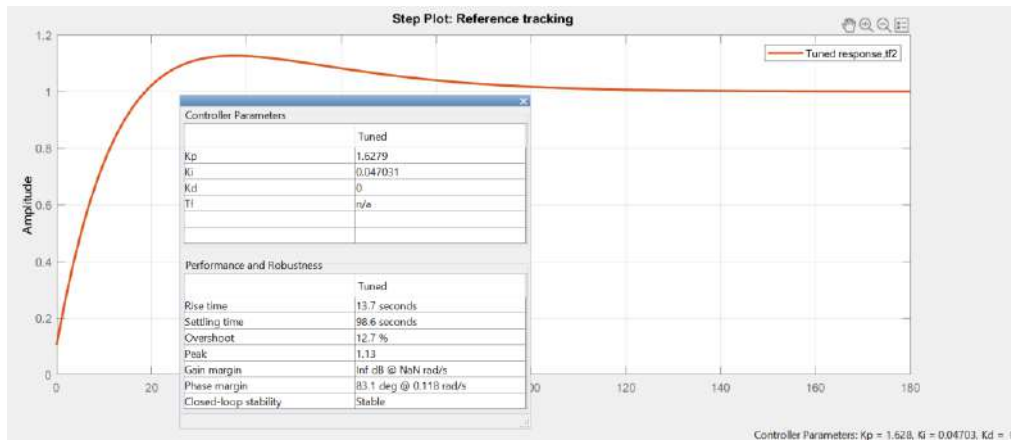 Step Plot: Reference tracking
1.2
Tuned response,tf2
1
Controller Parameters
Tuned
0.8
Kp 1.6279
Ki 0.047031
Kd 0
Tf n/a
Amplitude
0.6
0.4
Performance and Robustness
Tuned
Rise time 13.7 seconds
0.2
Settling time 98.6 seconds
Overshoot 12.7 %
Peak 1.13
Gain margin Inf dB @ NaN rad/s
0
Phase margin 83.1 deg @ 0.118 rad/s
Closed-loop stability Stable
0 20 00 120 140 160 180
Controller Parameters: Kp = 1.628, Ki = 0.04703, Kd =